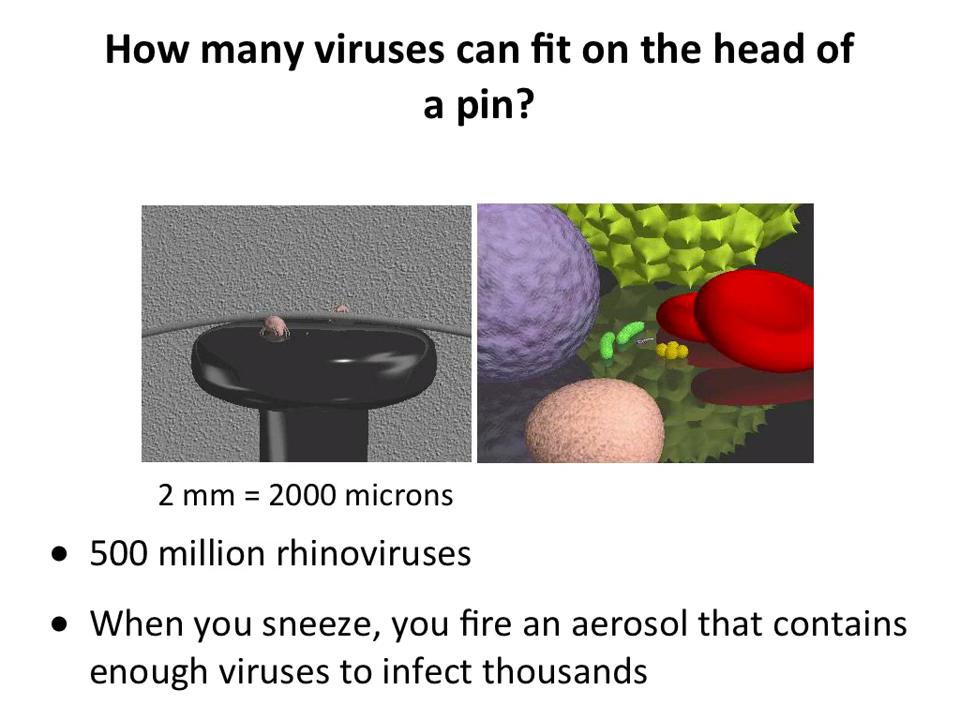 How many viruses can fit on the head of
a pin?
2 mm = 2000 microns
• 500 million rhinoviruses
• When you sneeze, you fire an aerosol that contains
enough viruses to infect thousands